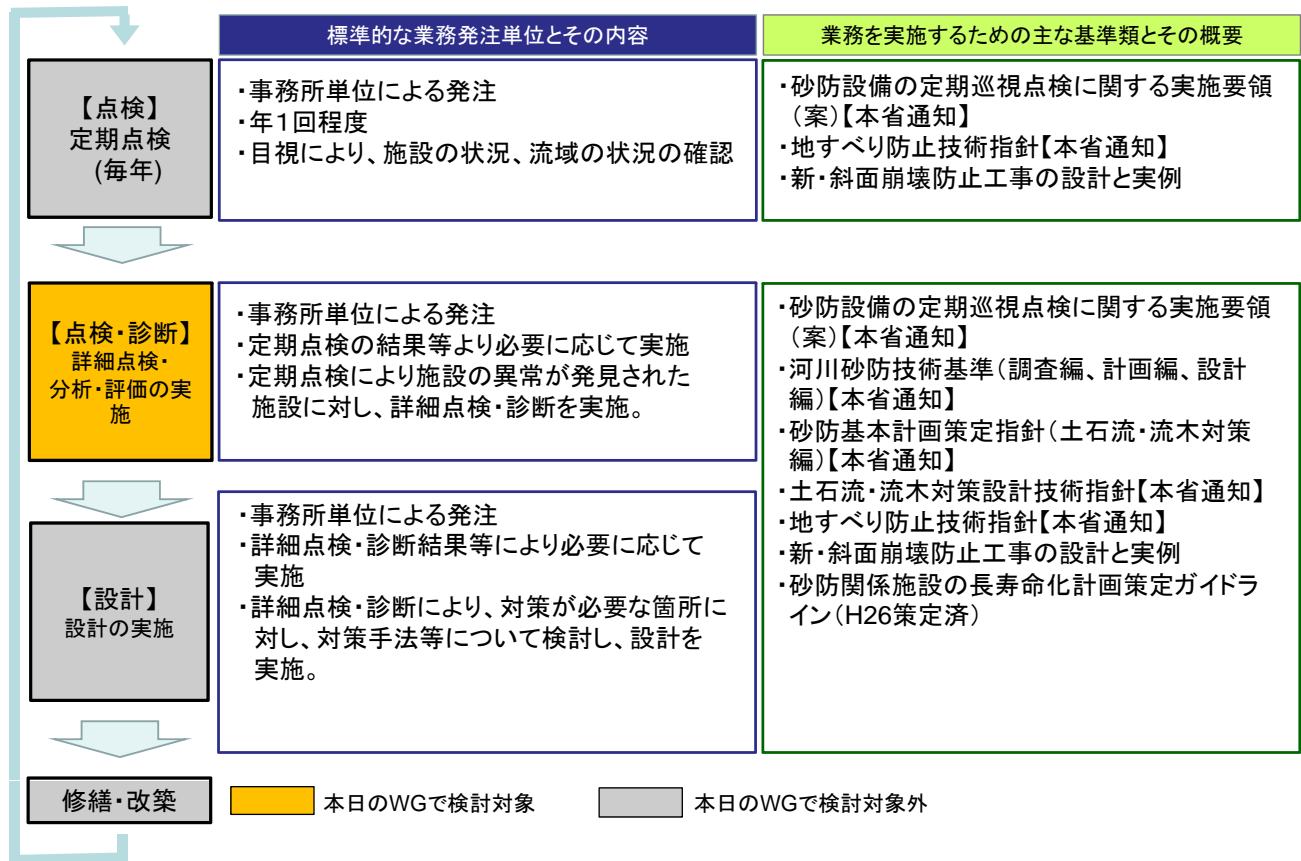 標準的な業務発注単位とその内容
業務を実施するための主な基準類とその概要
【点検】
定期点検
(毎年)
・事務所単位による発注
・年１回程度
・目視により、施設の状況、流域の状況の確認
・砂防設備の定期巡視点検に関する実施要領
（案）【本省通知】
・地すべり防止技術指針【本省通知】
・新・斜面崩壊防止工事の設計と実例
【点検・診断】
詳細点検・
分析・評価の実
施
・事務所単位による発注
・定期点検の結果等より必要に応じて実施
・定期点検により施設の異常が発見された
施設に対し、詳細点検・診断を実施。
・砂防設備の定期巡視点検に関する実施要領
（案）【本省通知】
・河川砂防技術基準（調査編、計画編、設計
編）【本省通知】
・砂防基本計画策定指針（土石流・流木対策
編）【本省通知】
・土石流・流木対策設計技術指針【本省通知】
・地すべり防止技術指針【本省通知】
・新・斜面崩壊防止工事の設計と実例
・砂防関係施設の長寿命化計画策定ガイドラ
イン（H26策定済）
【設計】
設計の実施
・事務所単位による発注
・詳細点検・診断結果等により必要に応じて
実施
・詳細点検・診断により、対策が必要な箇所に
対し、対策手法等について検討し、設計を
実施。
修繕・改築
本日のWGで検討対象
本日のWGで検討対象外